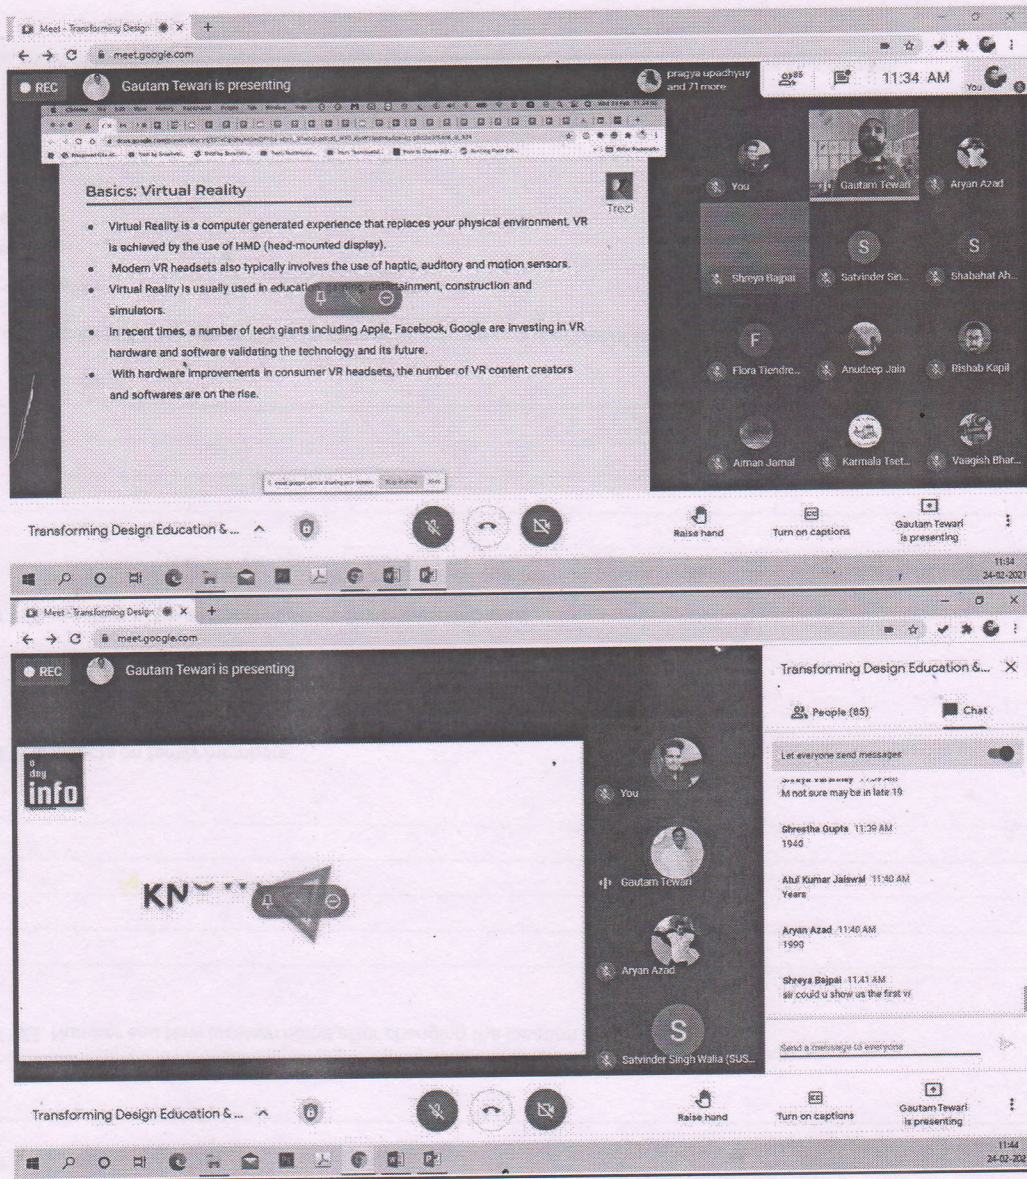 Meet - Transforming Design
meet.google.com
REC
Gautam Tewari is presenting
pragya upadhyay
and 71 more
85
11:34 AM
You
Basics: Virtual Reality
Trezi
● Virtual Reality is a computer generated experience that replaces your physical environment. VR
is achieved by the use of HMD (head-mounted display).
● Modern VR headsets also typically involves the use of haptic, auditory and motion sensors.
● Virtual Reality is usually used in education, gaming, entertainment, construction and
simulators.
● In recent times, a number of tech giants including Apple, Facebook, Google are investing in VR
hardware and software validating the technology and its future.
● With hardware improvements in consumer VR headsets, the number of VR content creators
and softwares are on the rise.
You
Gautam Tewari
Aryan Azad
Shreya Bajpai
S
Satvinder Sin...
S
Shabahat Ah...
F
Flora Tiendre...
Anudeep Jain
Rishab Kapil
Aiman Jamal
Karmala Tset...
Vaagish Bhar...
Transforming Design Education & ...
Raise hand
Turn on captions
Gautam Tewari
is presenting
11:34
24-02-2021
Meet - Transforming Design
meet.google.com
REC
Gautam Tewari is presenting
a
day
info
KN
You
Gautam Tewari
Aryan Azad
S
Satvinder Singh Walia (SUS...
Transforming Design Education &...
People (85)
Chat
Let everyone send messages
M not sure may be in late 19
Shrestha Gupta 11:39 AM
1940
Atul Kumar Jaiswal 11:40 AM
Years
Aryan Azad 11:40 AM
1990
Shreya Bajpai 11:41 AM
sir could u show us the first vr
Send a message to everyone
Transforming Design Education & ...
Raise hand
Turn on captions
Gautam Tewari
is presenting
11:44
24-02-202